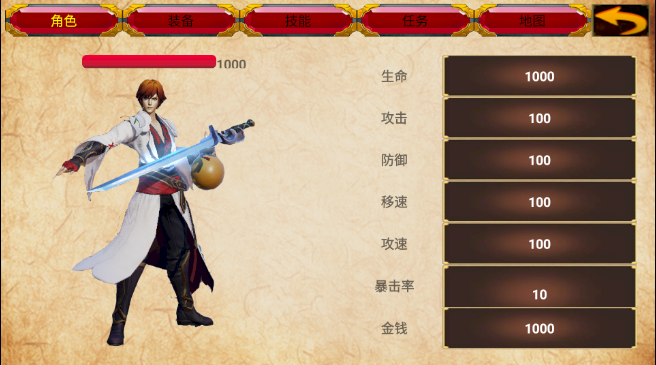 角色 装备 技能 任务 地图
1000
生命 1000
攻击 100
防御 100
移速 100
攻速 100
暴击率 10
金钱 1000